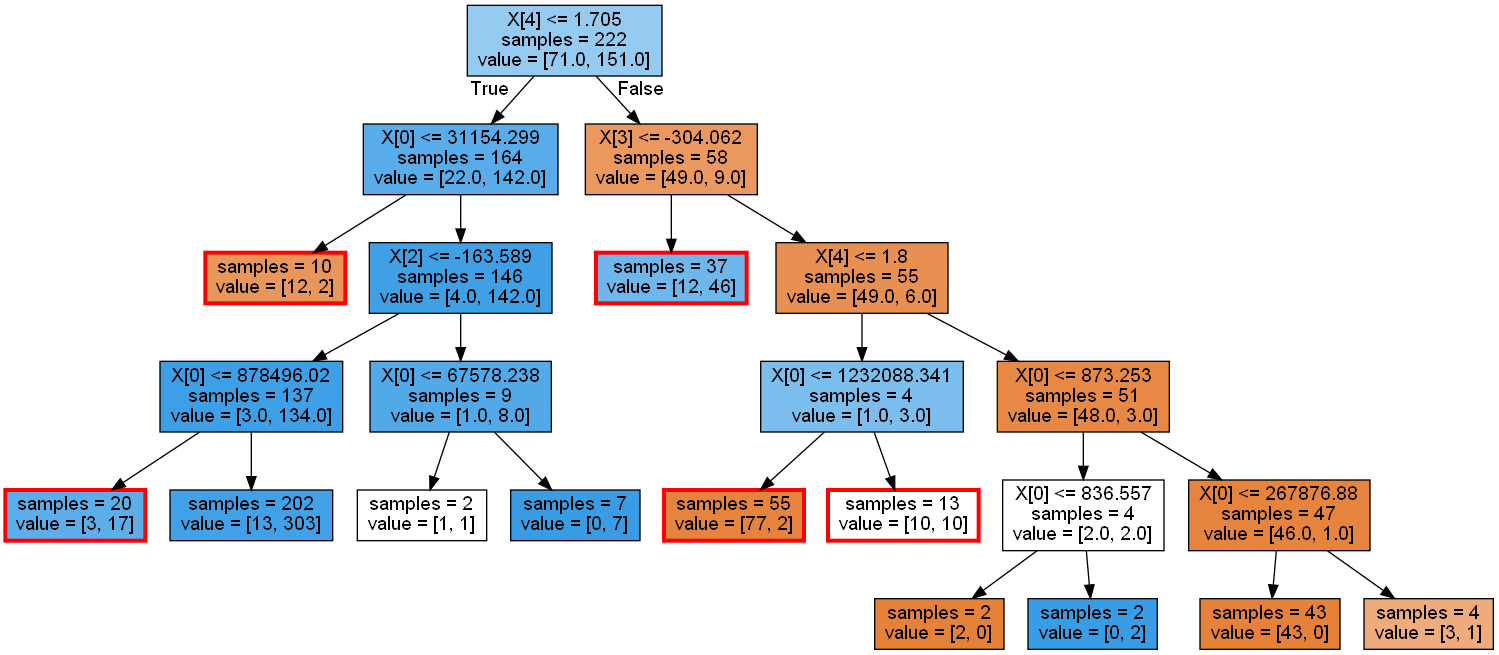 X[4] <= 1.705
samples = 222
value = [71.0, 151.0]
True
False
X[0] <= 31154.299
samples = 164
value = [22.0, 142.0]
X[3] <= -304.062
samples = 58
value = [49.0, 9.0]
samples = 10
value = [12, 2]
X[2] <= -163.589
samples = 146
value = [4.0, 142.0]
samples = 37
value = [12, 46]
X[4] <= 1.8
samples = 55
value = [49.0, 6.0]
X[0] <= 878496.02
samples = 137
value = [3.0, 134.0]
X[0] <= 67578.238
samples = 9
value = [1.0, 8.0]
X[0] <= 1232088.341
samples = 4
value = [1.0, 3.0]
X[0] <= 873.253
samples = 51
value = [48.0, 3.0]
samples = 20
value = [3, 17]
samples = 202
value = [13, 303]
samples = 2
value = [1, 1]
samples = 7
value = [0, 7]
samples = 55
value = [77, 2]
samples = 13
value = [10, 10]
X[0] <= 836.557
samples = 4
value = [2.0, 2.0]
X[0] <= 267876.88
samples = 47
value = [46.0, 1.0]
samples = 2
value = [2, 0]
samples = 2
value = [0, 2]
samples = 43
value = [43, 0]
samples = 4
value = [3, 1]